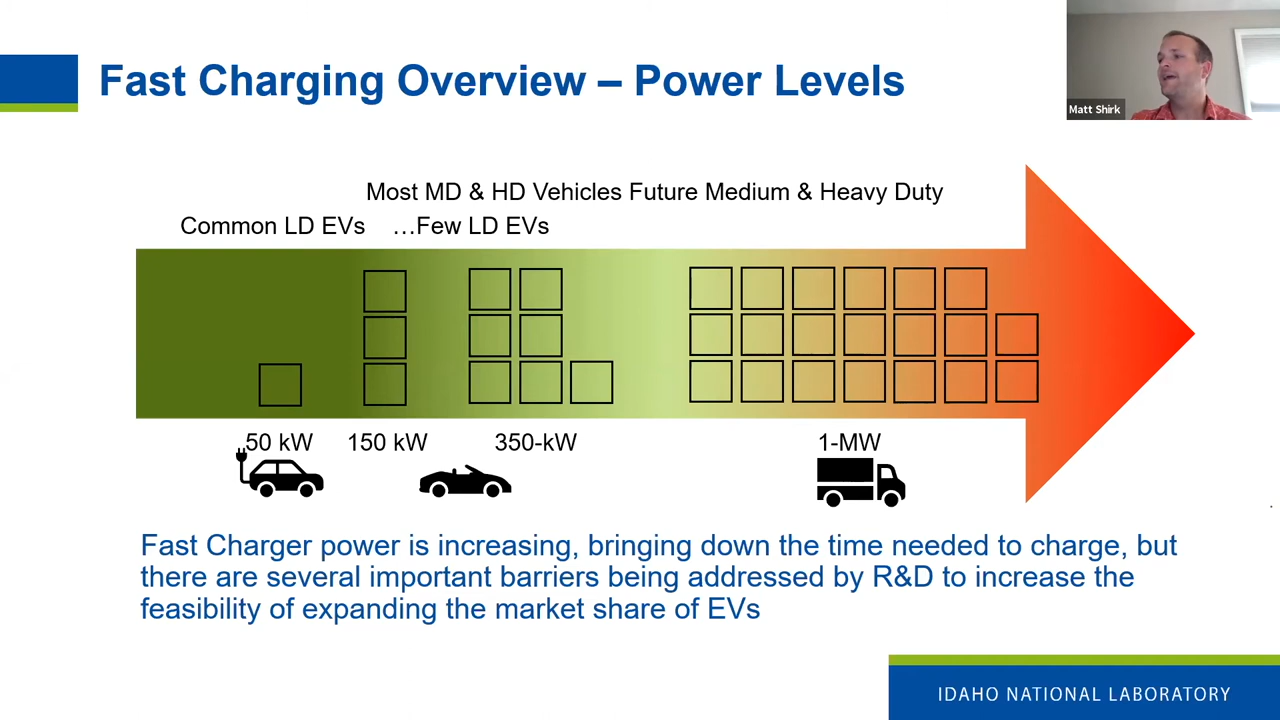 Fast Charging Overview – Power Levels
Matt Shirk
Most MD & HD Vehicles Future Medium & Heavy Duty
Common LD EVs …Few LD EVs
50 kW 150 kW 350-kW 1-MW
Fast Charger power is increasing, bringing down the time needed to charge, but
there are several important barriers being addressed by R&D to increase the
feasibility of expanding the market share of EVs
IDAHO NATIONAL LABORATORY